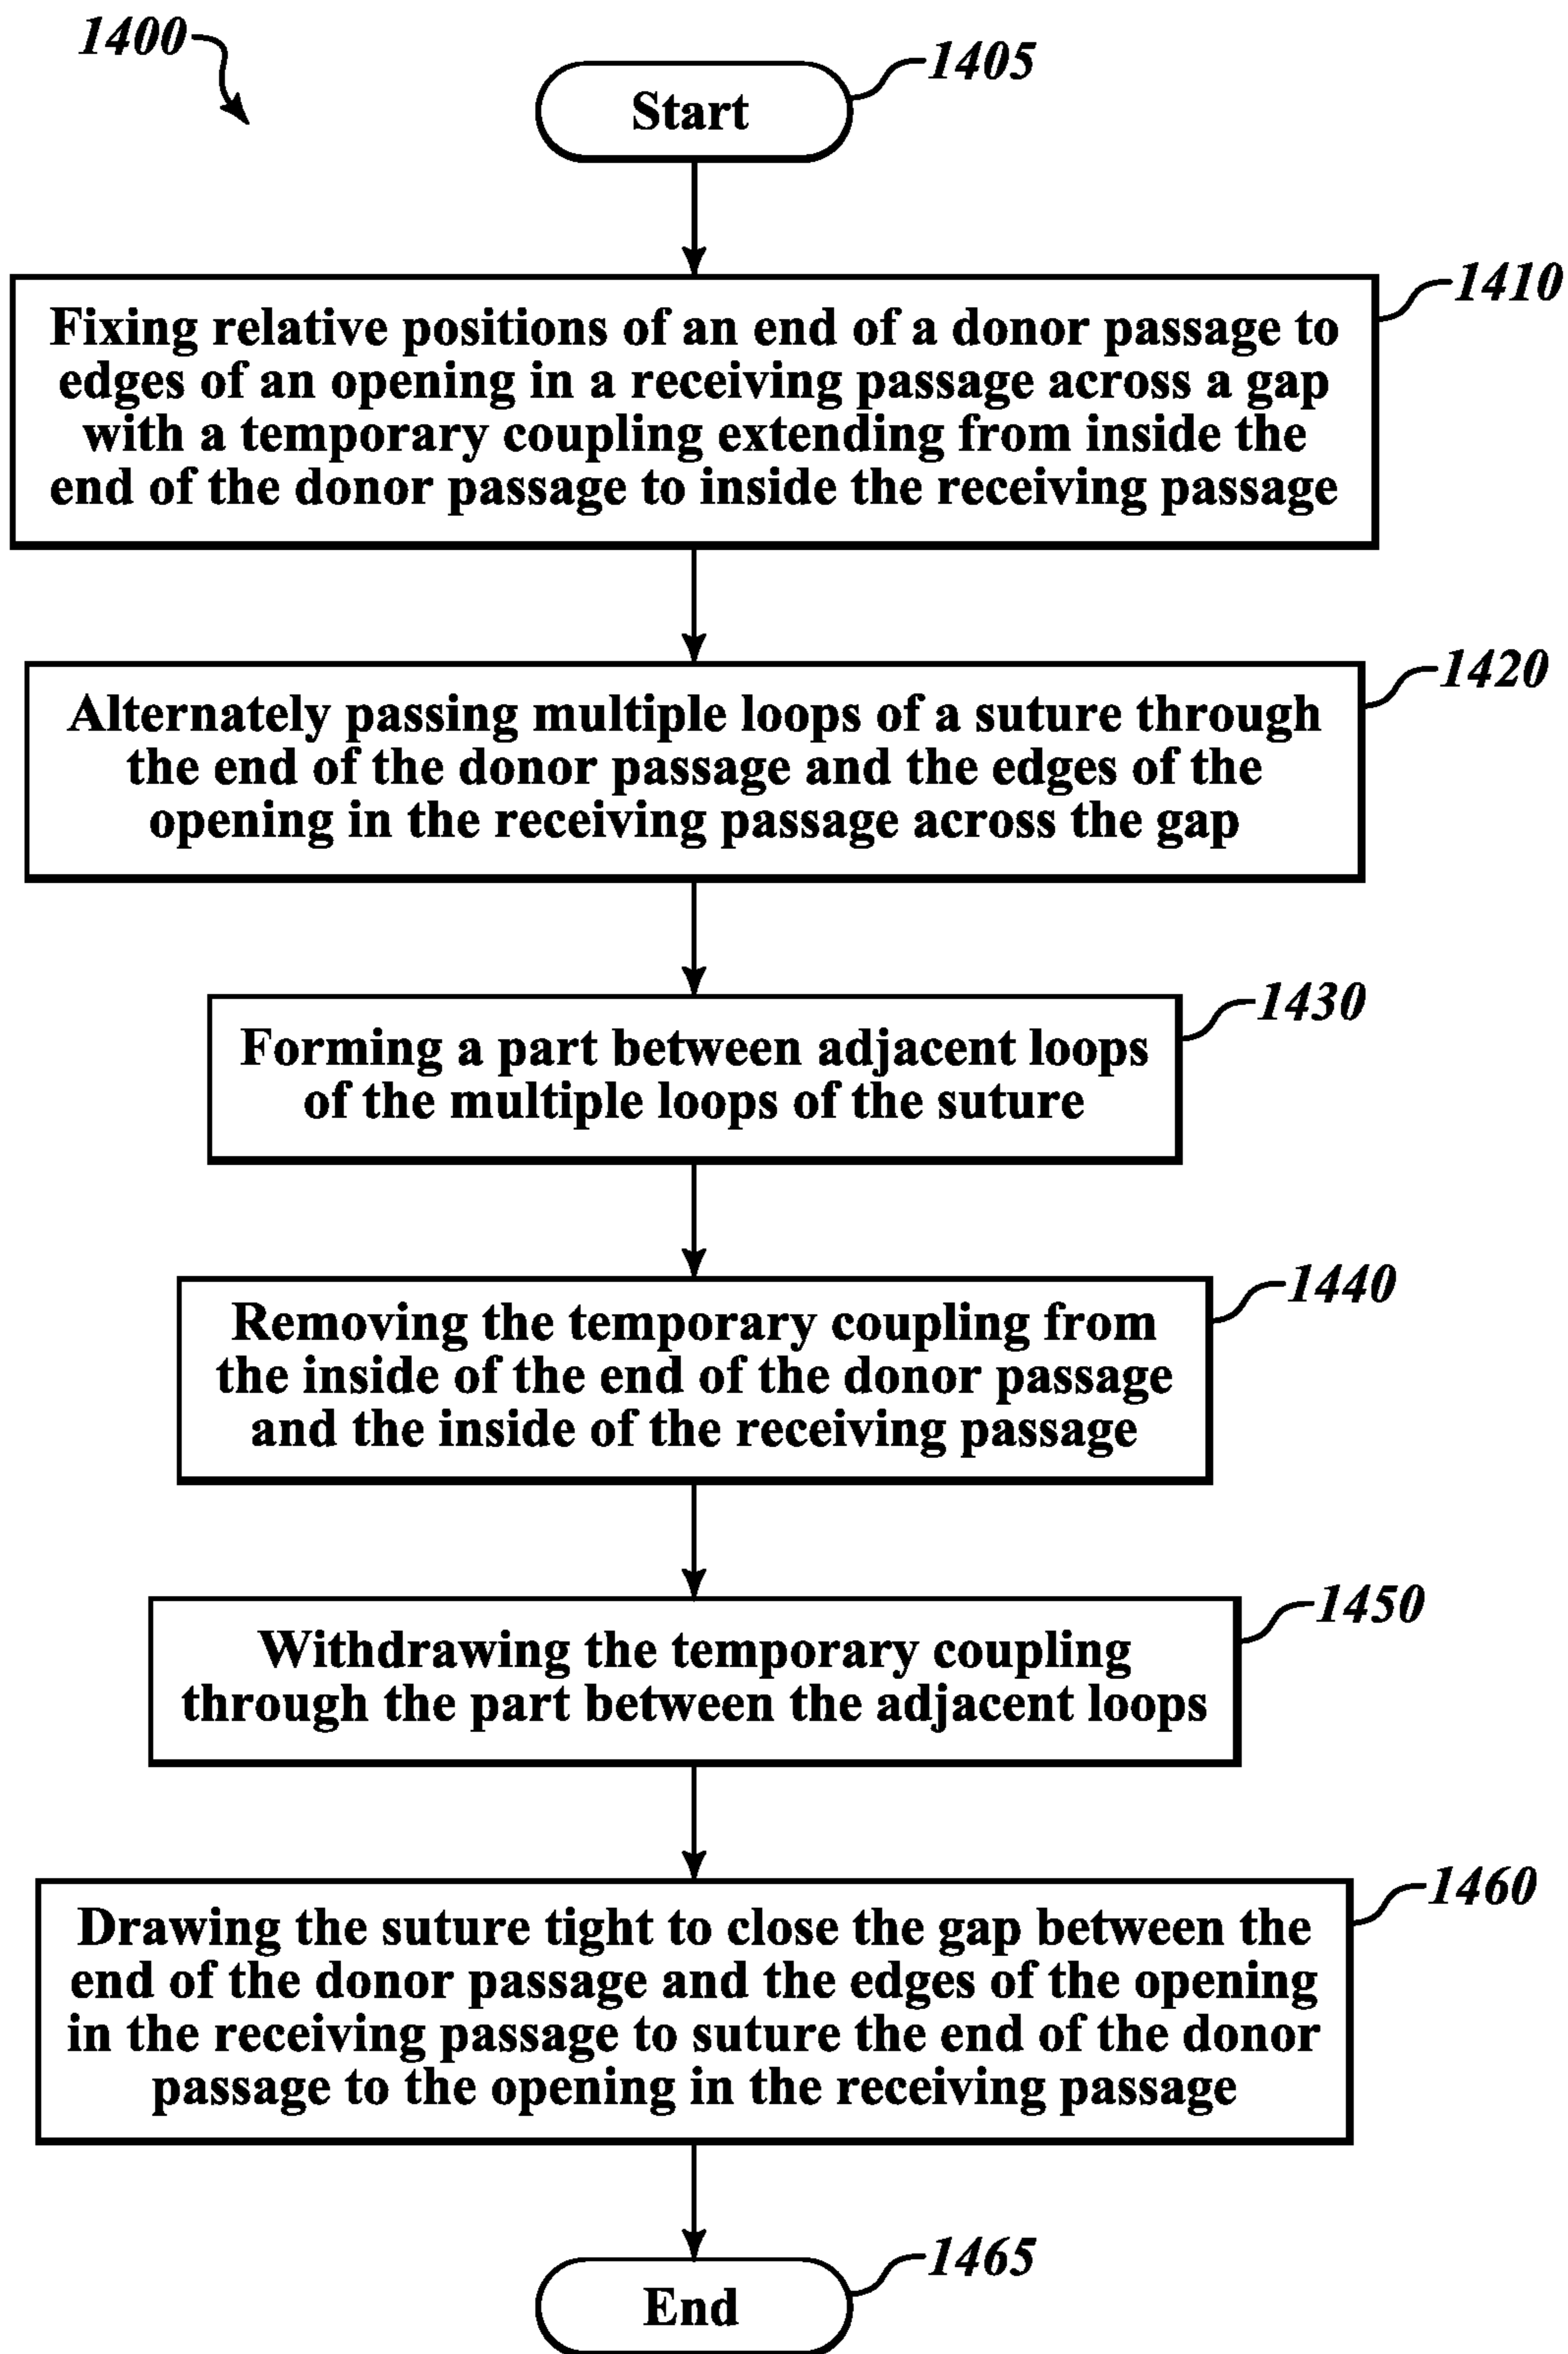 1400
Start
1405
Fixing relative positions of an end of a donor passage to
edges of an opening in a receiving passage across a gap
with a temporary coupling extending from inside the
end of the donor passage to inside the receiving passage
1410
Alternately passing multiple loops of a suture through
the end of the donor passage and the edges of the
opening in the receiving passage across the gap
1420
Forming a part between adjacent loops
of the multiple loops of the suture
1430
Removing the temporary coupling from
the inside of the end of the donor passage
and the inside of the receiving passage
1440
Withdrawing the temporary coupling
through the part between the adjacent loops
1450
Drawing the suture tight to close the gap between the
end of the donor passage and the edges of the opening
in the receiving passage to suture the end of the donor
passage to the opening in the receiving passage
1460
End
1465